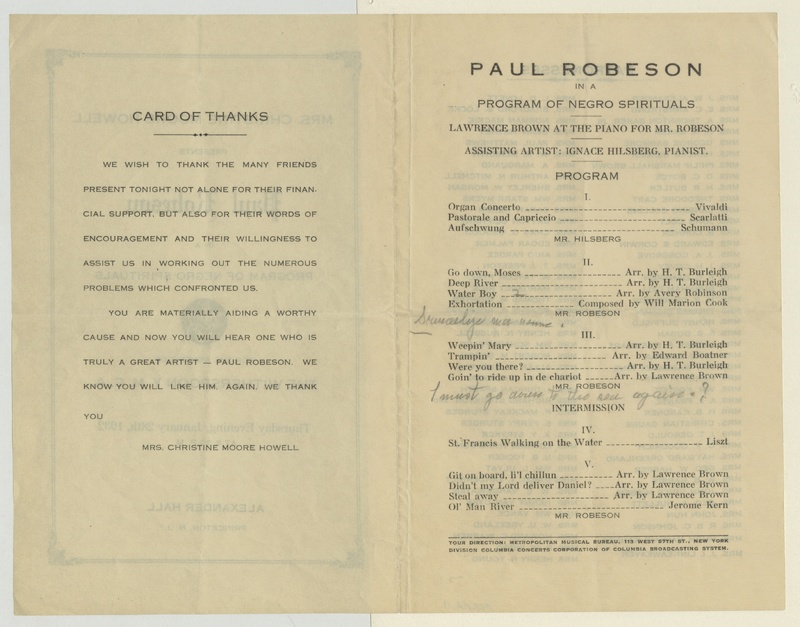 CARD OF THANKS
WE WISH TO THANK THE MANY FRIENDS
PRESENT TONIGHT NOT ALONE FOR THEIR FINAN-
CIAL SUPPORT, BUT ALSO FOR THEIR WORDS OF
ENCOURAGEMENT AND THEIR WILLINGNESS TO
ASSIST US IN WORKING OUT THE NUMEROUS
PROBLEMS WHICH CONFRONTED US.
YOU ARE MATERIALLY AIDING A WORTHY
CAUSE AND NOW YOU WILL HEAR ONE WHO IS
TRULY A GREAT ARTIST — PAUL ROBESON. WE
KNOW YOU WILL LIKE HIM. AGAIN, WE THANK
YOU
MRS. CHRISTINE MOORE HOWELL
PAUL ROBESON
IN A
PROGRAM OF NEGRO SPIRITUALS
LAWRENCE BROWN AT THE PIANO FOR MR. ROBESON
ASSISTING ARTIST: IGNACE HILSBERG, PIANIST.
PROGRAM
I.
Organ Concerto Vivaldi
Pastorale and Capriccio Scarlatti
Aufschwung Schumann
MR. HILSBERG
II.
Go down, Moses Arr. by H. T. Burleigh
Deep River Arr. by H. T. Burleigh
Water Boy Arr. by Avery Robinson
Exhortation Composed by Will Marion Cook
MR. ROBESON
III.
Weepin' Mary Arr. by H. T. Burleigh
Trampin' Arr. by Edward Boatner
Were you there? Arr. by H. T. Burleigh
Goin' to ride up in de chariot Arr. by Lawrence Brown
MR. ROBESON
I must go down to the sea again?
INTERMISSION
IV.
St. Francis Walking on the Water Liszt
V.
Git on board, li'l chillun Arr. by Lawrence Brown
Didn't my Lord deliver Daniel? Arr. by Lawrence Brown
Steal away Arr. by Lawrence Brown
Ol' Man River Jerome Kern
MR. ROBESON
TOUR DIRECTION: METROPOLITAN MUSICAL BUREAU, 113 WEST 57TH ST., NEW YORK
DIVISION COLUMBIA CONCERTS CORPORATION OF COLUMBIA BROADCASTING SYSTEM.